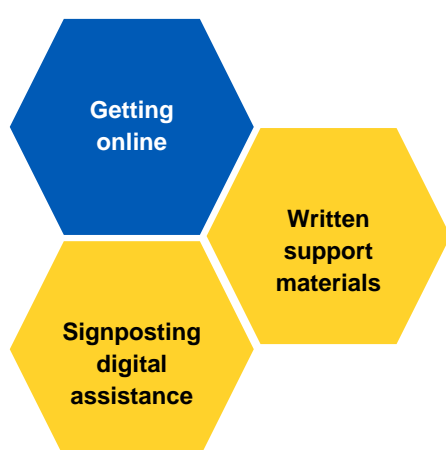 Getting
online
Written
support
materials
Signposting
digital
assistance